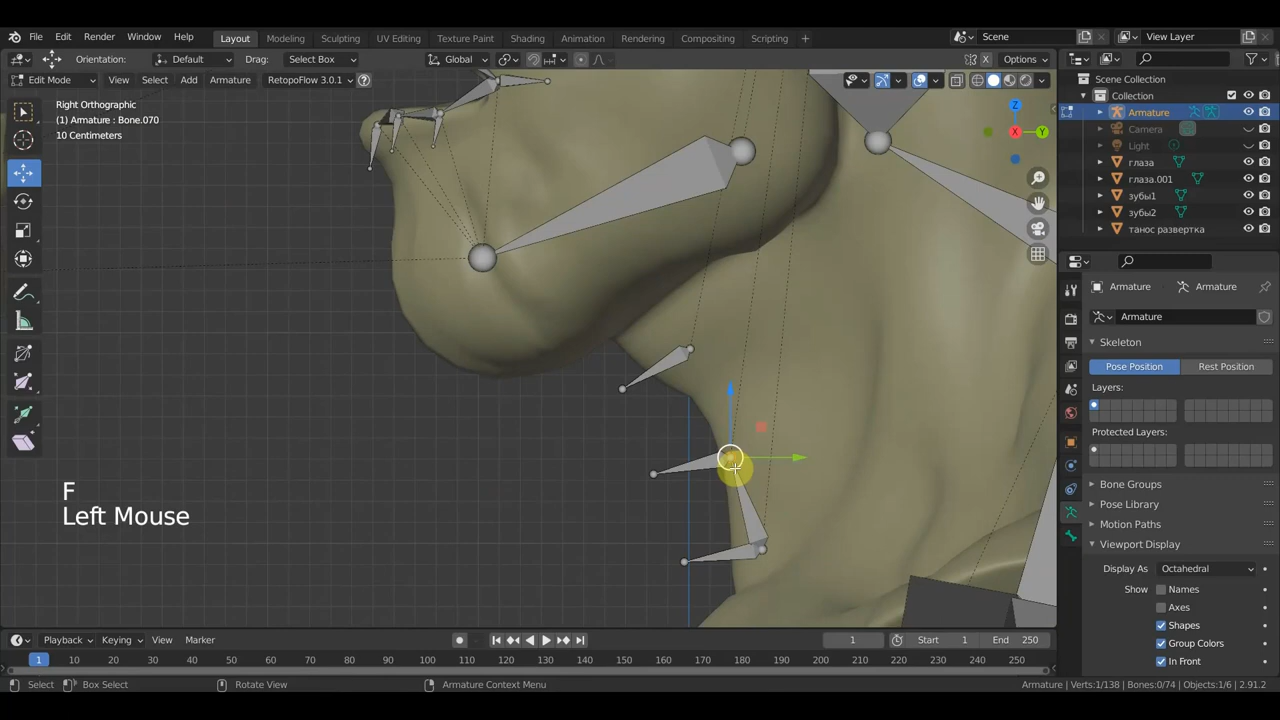 File Edit Render Window Help Layout Modeling Sculpting UV Editing Texture Paint Shading Animation Rendering Compositing Scripting + Scene View Layer
Orientation: Default Drag: Select Box Global Options
Edit Mode View Select Add Armature RetopoFlow 3.0.1
Right Orthographic
(1) Armature : Bone.070
10 Centimeters
X
Y
Z
F
Left Mouse
Scene Collection
Collection
Armature
Camera
Light
глаза
глаза.001
зубы1
зубы2
танос развертка
Armature Armature
Armature
Skeleton
Pose Position Rest Position
Layers:
Protected Layers:
Bone Groups
Pose Library
Motion Paths
Viewport Display
Display As Octahedral
Show Names
Axes
Shapes
Group Colors
In Front
Playback Keying View Marker 1 Start 1 End 250
1 10 20 30 40 50 60 70 80 90 100 110 120 130 140 150 160 170 180 190 200 210 220 230 240 250
Select Box Select Rotate View Armature Context Menu Armature | Verts:1/138 | Bones:0/74 | Objects:1/6 | 2.91.2